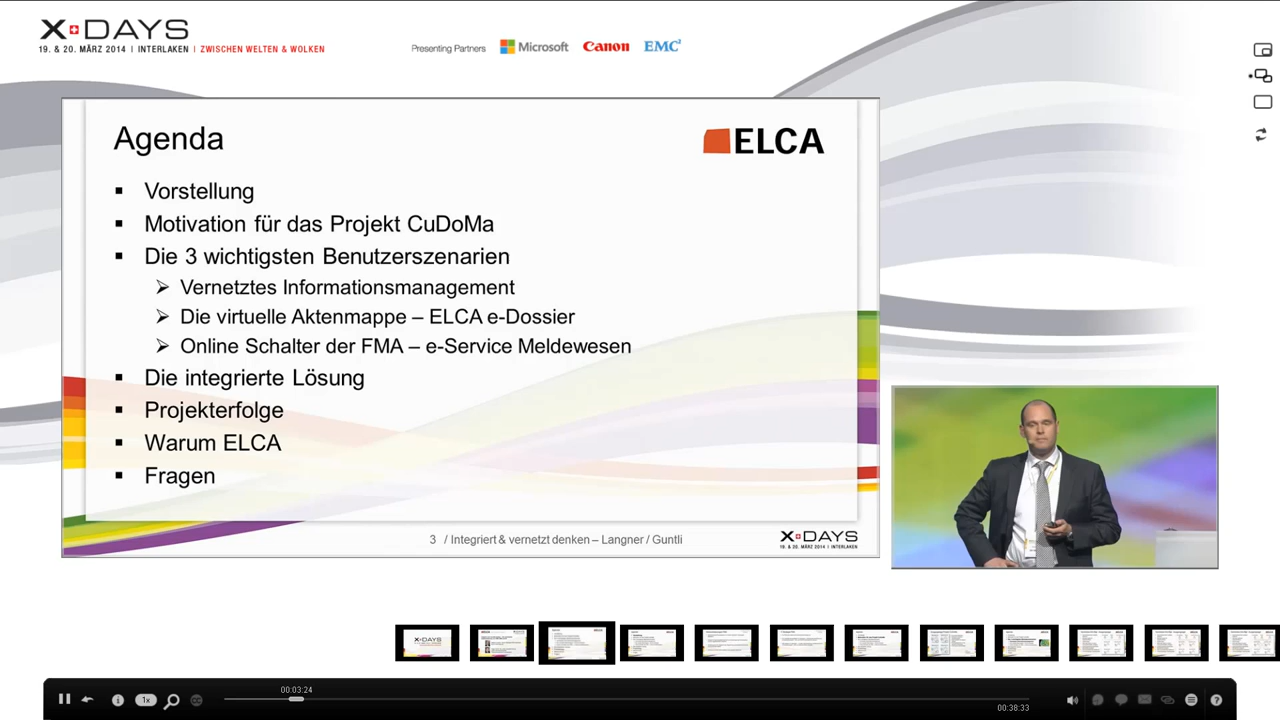 X DAYS
19. & 20. MÄRZ 2014 | INTERLAKEN | ZWISCHEN WELTEN & WOLKEN
Presenting Partners Microsoft Canon EMC²
Agenda
ELCA
Vorstellung
Motivation für das Projekt CuDoMa
Die 3 wichtigsten Benutzerszenarien
Vernetztes Informationsmanagement
Die virtuelle Aktenmappe – ELCA e-Dossier
Online Schalter der FMA – e-Service Meldewesen
Die integrierte Lösung
Projekterfolge
Warum ELCA
Fragen
3 / Integriert & vernetzt denken – Langner / Guntli
X DAYS
19. & 20. MÄRZ 2014 | INTERLAKEN
X DAYS
00:03:24
1x
00:38:33